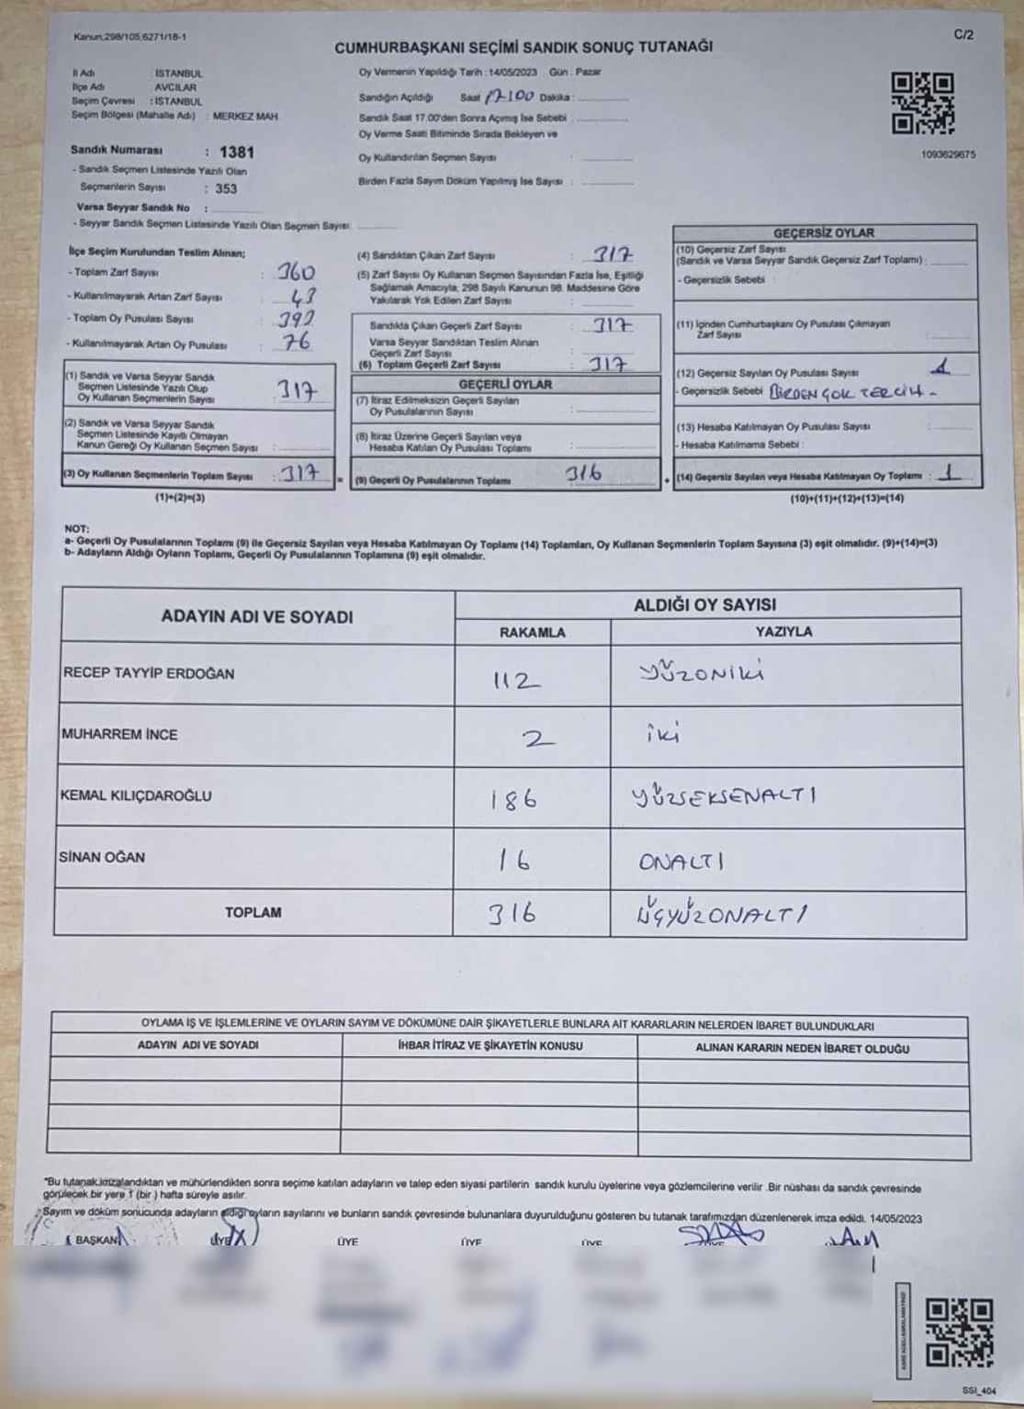 Kanun:298/105,6271/18-1
C/2
CUMHURBAŞKANI SEÇİMİ SANDIK SONUÇ TUTANAĞI
İl Adı İSTANBUL
İlçe Adı AVCILAR
Seçim Çevresi : İSTANBUL
Seçim Bölgesi (Mahalle Adı) : MERKEZ MAH.
Oy Vermenin Yapıldığı Tarih : 14/05/2023 Gün : Pazar
Sandığın Açıldığı Saat 17:00 Dakika :
Sandık Saat 17.00'den Sonra Açımış İse Sebebi
Oy Verme Saati Bitiminde Sırada Bekleyen ve
Oy Kullandırılan Seçmen Sayısı :
Birden Fazla Sayım Döküm Yapılmış İse Sayısı :
1093629675
Sandık Numarası : 1381
- Sandık Seçmen Listesinde Yazılı Olan
Seçmenlerin Sayısı : 353
Varsa Seyyar Sandık No :
- Seyyar Sandık Seçmen Listesinde Yazılı Olan Seçmen Sayısı:
İlçe Seçim Kurulundan Teslim Alınan;
- Toplam Zarf Sayısı : 360
- Kullanılmayarak Artan Zarf Sayısı : 43
- Toplam Oy Pusulası Sayısı : 392
- Kullanılmayarak Artan Oy Pusulası : 76
(1) Sandık ve Varsa Seyyar Sandık
Seçmen Listesinde Yazılı Olup
Oy Kullanan Seçmenlerin Sayısı : 317
(2) Sandık ve Varsa Seyyar Sandık
Seçmen Listesinde Kayıtlı Olmayan
Kanun Gereği Oy Kullanan Seçmen Sayısı :
(3) Oy Kullanan Seçmenlerin Toplam Sayısı : 317
(1)+(2)=(3)
(4) Sandıktan Çıkan Zarf Sayısı : 317
(5) Zarf Sayısı Oy Kullanan Seçmen Sayısından Fazla İse, Eşitliği
Sağlamak Amacıyla, 298 Sayılı Kanunun 98. Maddesine Göre
Yakılarak Yok Edilen Zarf Sayısı :
Sandıkta Çıkan Geçerli Zarf Sayısı : 317
Varsa Seyyar Sandıktan Teslim Alınan
Geçerli Zarf Sayısı :
(6) Toplam Geçerli Zarf Sayısı : 317
GEÇERLİ OYLAR
(7) İtiraz Edilmeksizin Geçerli Sayılan
Oy Pusulalarının Sayısı :
(8) İtiraz Üzerine Geçerli Sayılan veya
Hesaba Katılan Oy Pusulası Toplamı :
= (9) Geçerli Oy Pusulalarının Toplamı 316
GEÇERSİZ OYLAR
(10) Geçersiz Zarf Sayısı
(Sandık ve Varsa Seyyar Sandık Geçersiz Zarf Toplamı) :
- Geçersizlik Sebebi :
(11) İçinden Cumhurbaşkanı Oy Pusulası Çıkmayan
Zarf Sayısı :
(12) Geçersiz Sayılan Oy Pusulası Sayısı : 1
- Geçersizlik Sebebi BİRDEN ÇOK TERCİH -
(13) Hesaba Katılmayan Oy Pusulası Sayısı :
- Hesaba Katılmama Sebebi :
+ (14) Geçersiz Sayılan veya Hesaba Katılmayan Oy Toplamı : 1
(10)+(11)+(12)+(13)=(14)
NOT:
a- Geçerli Oy Pusulalarının Toplamı (9) ile Geçersiz Sayılan veya Hesaba Katılmayan Oy Toplamı (14) Toplamları, Oy Kullanan Seçmenlerin Toplam Sayısına (3) eşit olmalıdır. (9)+(14)=(3)
b- Adayların Aldığı Oyların Toplamı, Geçerli Oy Pusulalarının Toplamına (9) eşit olmalıdır.
ADAYIN ADI VE SOYADI
ALDIĞI OY SAYISI
RAKAMLA YAZIYLA
RECEP TAYYİP ERDOĞAN 112 YÜZONİKİ
MUHARREM İNCE 2 iki
KEMAL KILIÇDAROĞLU 186 YÜZSEKSENALTI
SİNAN OĞAN 16 ONALTI
TOPLAM 316 ÜÇYÜZONALTI
OYLAMA İŞ VE İŞLEMLERİNE VE OYLARIN SAYIM VE DÖKÜMÜNE DAİR ŞİKAYETLERLE BUNLARA AİT KARARLARIN NELERDEN İBARET BULUNDUKLARI
ADAYIN ADI VE SOYADI İHBAR İTİRAZ VE ŞİKAYETİN KONUSU ALINAN KARARIN NEDEN İBARET OLDUĞU
*Bu tutanak imzalandıktan ve mühürlendikten sonra seçime katılan adayların ve talep eden siyasi partilerin sandık kurulu üyelerine veya gözlemcilerine verilir .Bir nüshası da sandık çevresinde
görülecek bir yere 1 (bir ) hafta süreyle asılır.
Sayım ve döküm sonucunda adayların aldığı oyların sayılarını ve bunların sandık çevresinde bulunanlara duyurulduğunu gösteren bu tutanak tarafımızdan düzenlenerek imza edildi. 14/05/2023
BAŞKAN ÜYE ÜYE ÜYE ÜYE
SSI_404